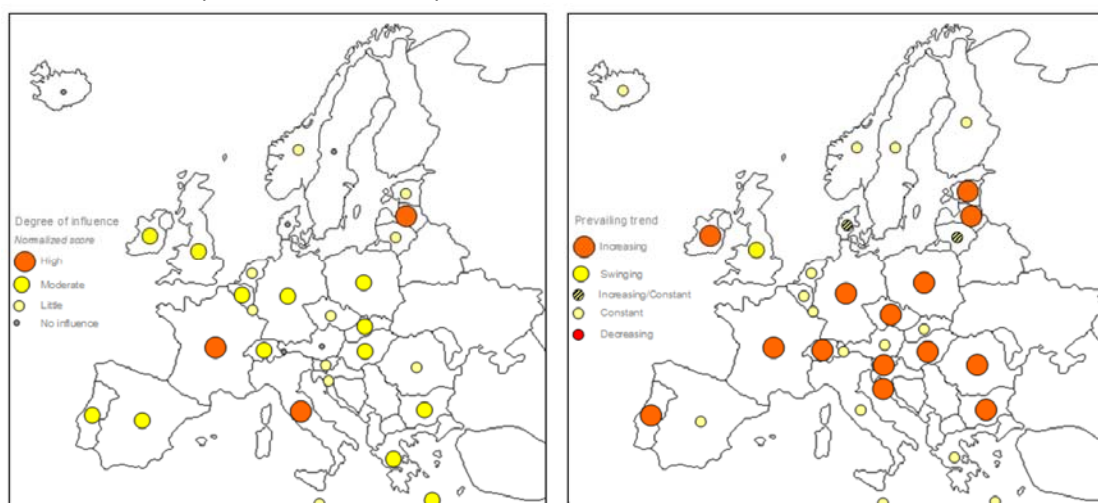 Degree of influence
Normalized score
High
Moderate
Little
No influence
Prevailing trend
Increasing
Swinging
Increasing/Constant
Constant
Decreasing